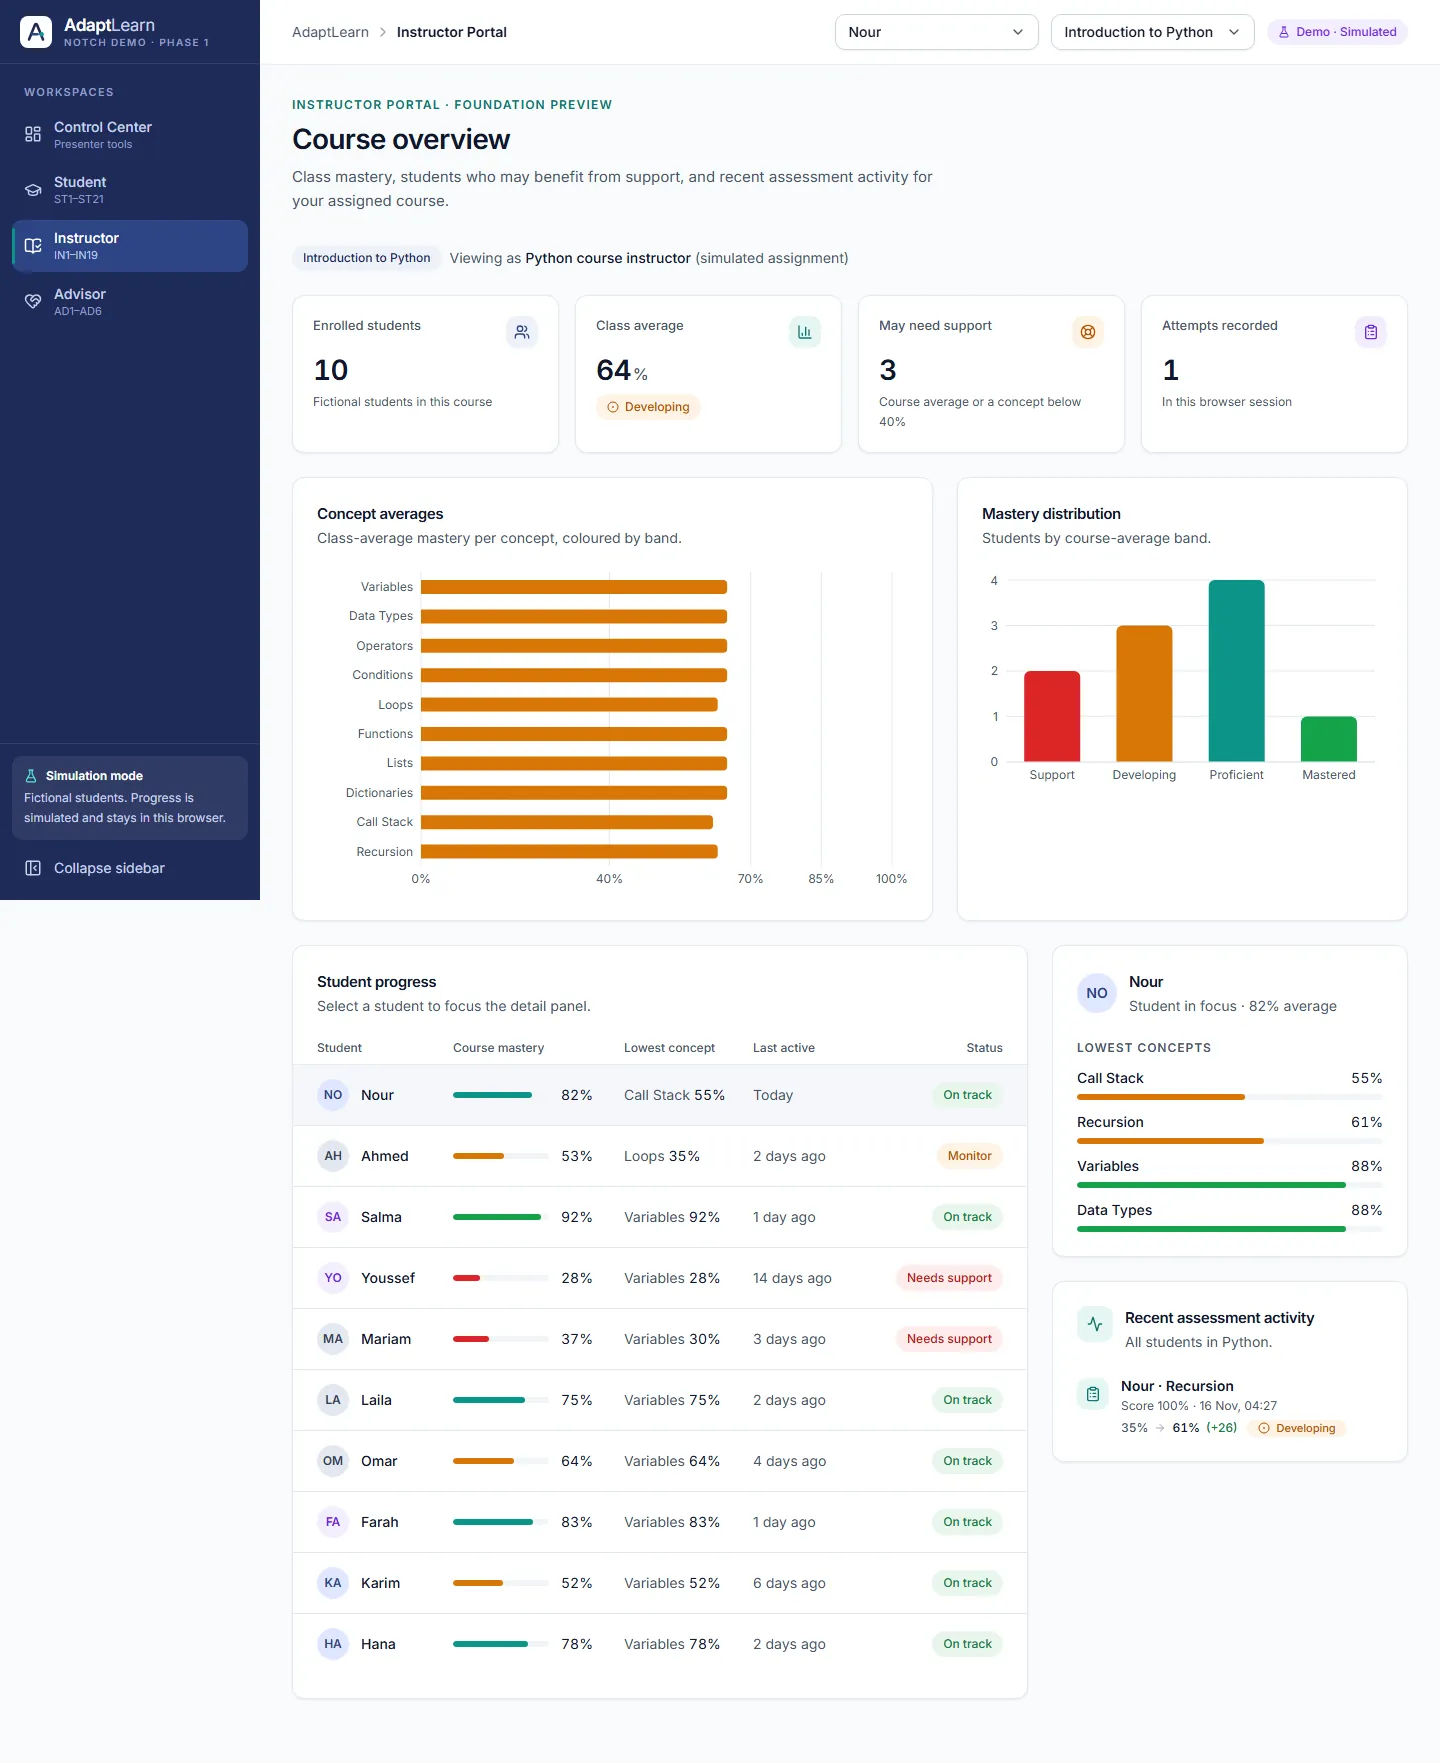 AdaptLearn
NOTCH DEMO · PHASE 1
WORKSPACES
Control Center
Presenter tools
Student
ST1–ST21
Instructor
IN1–IN19
Advisor
AD1–AD6
Simulation mode
Fictional students. Progress is
simulated and stays in this browser.
Collapse sidebar
AdaptLearn > Instructor Portal
Nour
Introduction to Python
Demo · Simulated
INSTRUCTOR PORTAL · FOUNDATION PREVIEW
Course overview
Class mastery, students who may benefit from support, and recent assessment activity for
your assigned course.
Introduction to Python Viewing as Python course instructor (simulated assignment)
Enrolled students
10
Fictional students in this course
Class average
64%
Developing
May need support
3
Course average or a concept below
40%
Attempts recorded
1
In this browser session
Concept averages
Class-average mastery per concept, coloured by band.
Variables
Data Types
Operators
Conditions
Loops
Functions
Lists
Dictionaries
Call Stack
Recursion
0% 40% 70% 85% 100%
Mastery distribution
Students by course-average band.
4
3
2
1
0
Support Developing Proficient Mastered
Student progress
Select a student to focus the detail panel.
Student Course mastery Lowest concept Last active Status
NO Nour 82% Call Stack 55% Today On track
AH Ahmed 53% Loops 35% 2 days ago Monitor
SA Salma 92% Variables 92% 1 day ago On track
YO Youssef 28% Variables 28% 14 days ago Needs support
MA Mariam 37% Variables 30% 3 days ago Needs support
LA Laila 75% Variables 75% 2 days ago On track
OM Omar 64% Variables 64% 4 days ago On track
FA Farah 83% Variables 83% 1 day ago On track
KA Karim 52% Variables 52% 6 days ago On track
HA Hana 78% Variables 78% 2 days ago On track
NO Nour
Student in focus · 82% average
LOWEST CONCEPTS
Call Stack 55%
Recursion 61%
Variables 88%
Data Types 88%
Recent assessment activity
All students in Python.
Nour · Recursion
Score 100% · 16 Nov, 04:27
35% → 61% (+26) Developing